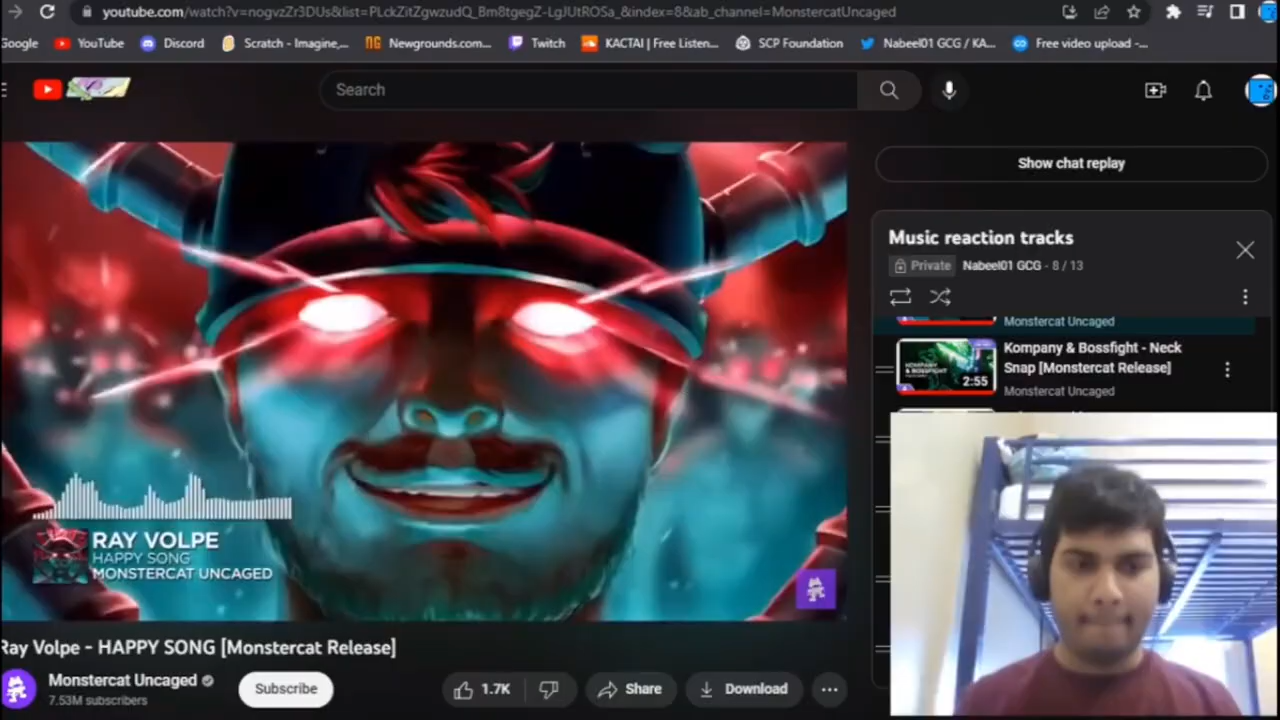 youtube.com/watch?v=nogvzZr3DUs&list=PLckZitZgwzudQ_Bm8tgegZ-LgJUtROSa_&index=8&ab_channel=MonstercatUncaged
Google
YouTube
Discord
Scratch - Imagine,...
Newgrounds.com...
Twitch
KACTAI | Free Listen...
SCP Foundation
Nabeel01 GCG / KA...
Free video upload -...
Search
Show chat replay
Music reaction tracks
Private Nabeel01 GCG - 8 / 13
Monstercat Uncaged
Kompany & Bossfight - Neck
Snap [Monstercat Release]
2:55
Monstercat Uncaged
RAY VOLPE
HAPPY SONG
MONSTERCAT UNCAGED
Ray Volpe - HAPPY SONG [Monstercat Release]
Monstercat Uncaged
7.53M subscribers
Subscribe
1.7K
Share
Download